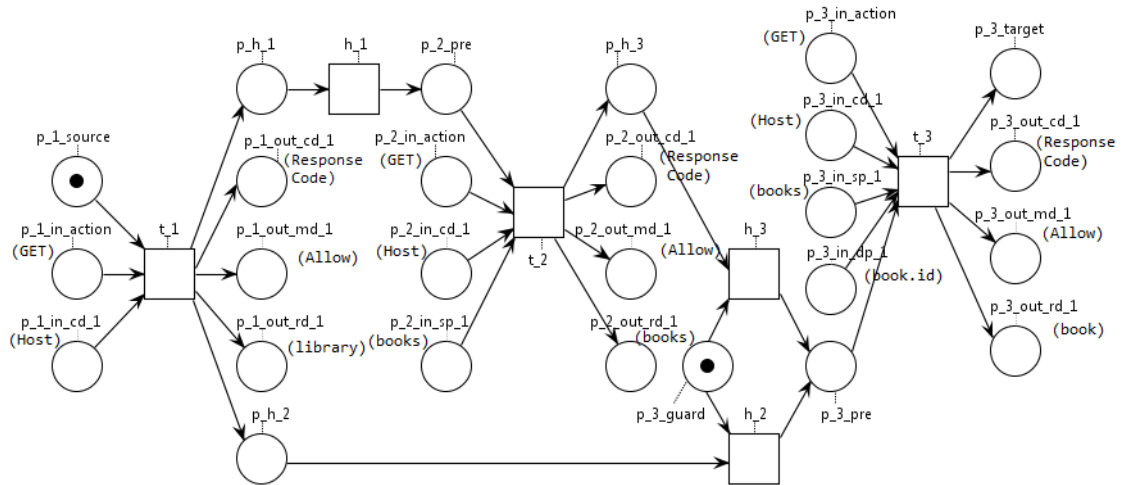 p_3_in_action
(GET)
p_3_target
p_h_1
h_1
p_2_pre
p_h_3
p_3_in_cd_1
(Host)
p_1_source
p_1_out_cd_1
(Response
Code)
p_2_in_action
(GET)
p_2_out_cd_1
(Response
Code)
t_3
p_3_out_cd_1
(Response
Code)
p_3_in_sp_1
(books)
p_1_in_action
(GET)
t_1
p_1_out_md_1
(Allow)
p_2_in_cd_1
(Host)
t_2
p_2_out_md_1
(Allow)
h_3
p_3_in_dp_1
(book.id)
p_3_out_md_1
(Allow)
p_1_in_cd_1
(Host)
p_1_out_rd_1
(library)
p_2_in_sp_1
(books)
p_2_out_rd_1
(books)
p_3_out_rd_1
(book)
p_h_2
p_3_guard
h_2
p_3_pre